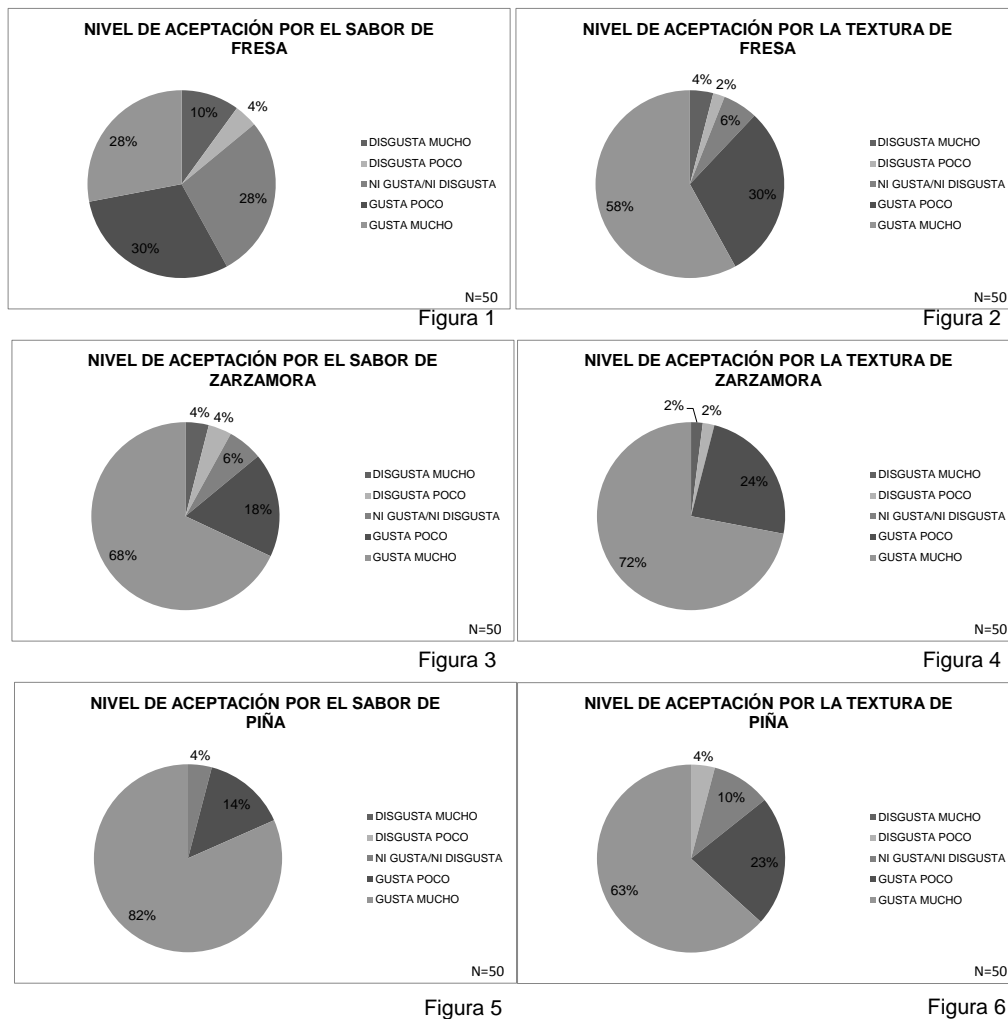 NIVEL DE ACEPTACIÓN POR EL SABOR DE
FRESA
10%
4%
28%
30%
28%
DISGUSTA MUCHO
DISGUSTA POCO
NI GUSTA/NI DISGUSTA
GUSTA POCO
GUSTA MUCHO
N=50
Figura 1
NIVEL DE ACEPTACIÓN POR LA TEXTURA DE
FRESA
4%
2%
6%
30%
58%
DISGUSTA MUCHO
DISGUSTA POCO
NI GUSTA/NI DISGUSTA
GUSTA POCO
GUSTA MUCHO
N=50
Figura 2
NIVEL DE ACEPTACIÓN POR EL SABOR DE
ZARZAMORA
4%
4%
6%
18%
68%
DISGUSTA MUCHO
DISGUSTA POCO
NI GUSTA/NI DISGUSTA
GUSTA POCO
GUSTA MUCHO
N=50
Figura 3
NIVEL DE ACEPTACIÓN POR LA TEXTURA DE
ZARZAMORA
2%
2%
24%
72%
DISGUSTA MUCHO
DISGUSTA POCO
NI GUSTA/NI DISGUSTA
GUSTA POCO
GUSTA MUCHO
N=50
Figura 4
NIVEL DE ACEPTACIÓN POR EL SABOR DE
PIÑA
4%
14%
82%
DISGUSTA MUCHO
DISGUSTA POCO
NI GUSTA/NI DISGUSTA
GUSTA POCO
GUSTA MUCHO
N=50
Figura 5
NIVEL DE ACEPTACIÓN POR LA TEXTURA DE
PIÑA
4%
10%
23%
63%
DISGUSTA MUCHO
DISGUSTA POCO
NI GUSTA/NI DISGUSTA
GUSTA POCO
GUSTA MUCHO
N=50
Figura 6